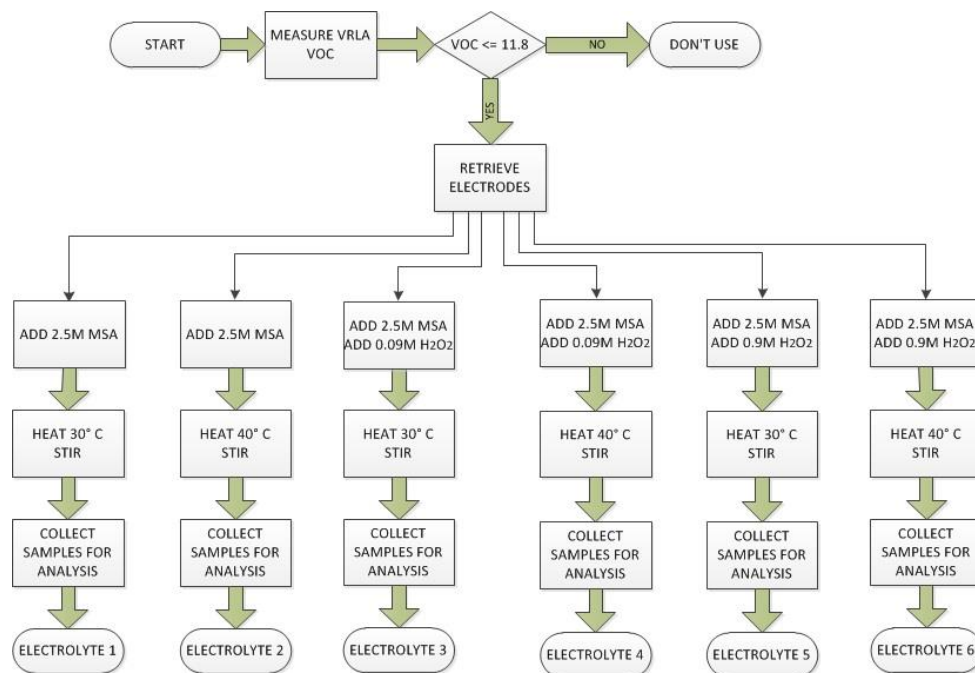 START
MEASURE VRLA
VOC
VOC <= 11.8
NO
DON'T USE
YES
RETRIEVE
ELECTRODES
ADD 2.5M MSA
ADD 2.5M MSA
ADD 2.5M MSA
ADD 0.09M H₂O₂
ADD 2.5M MSA
ADD 0.09M H₂O₂
ADD 2.5M MSA
ADD 0.9M H₂O₂
ADD 2.5M MSA
ADD 0.9M H₂O₂
HEAT 30° C
STIR
HEAT 40° C
STIR
HEAT 30° C
STIR
HEAT 40° C
STIR
HEAT 30° C
STIR
HEAT 40° C
STIR
COLLECT
SAMPLES FOR
ANALYSIS
COLLECT
SAMPLES FOR
ANALYSIS
COLLECT
SAMPLES FOR
ANALYSIS
COLLECT
SAMPLES FOR
ANALYSIS
COLLECT
SAMPLES FOR
ANALYSIS
COLLECT
SAMPLES FOR
ANALYSIS
ELECTROLYTE 1
ELECTROLYTE 2
ELECTROLYTE 3
ELECTROLYTE 4
ELECTROLYTE 5
ELECTROLYTE 6